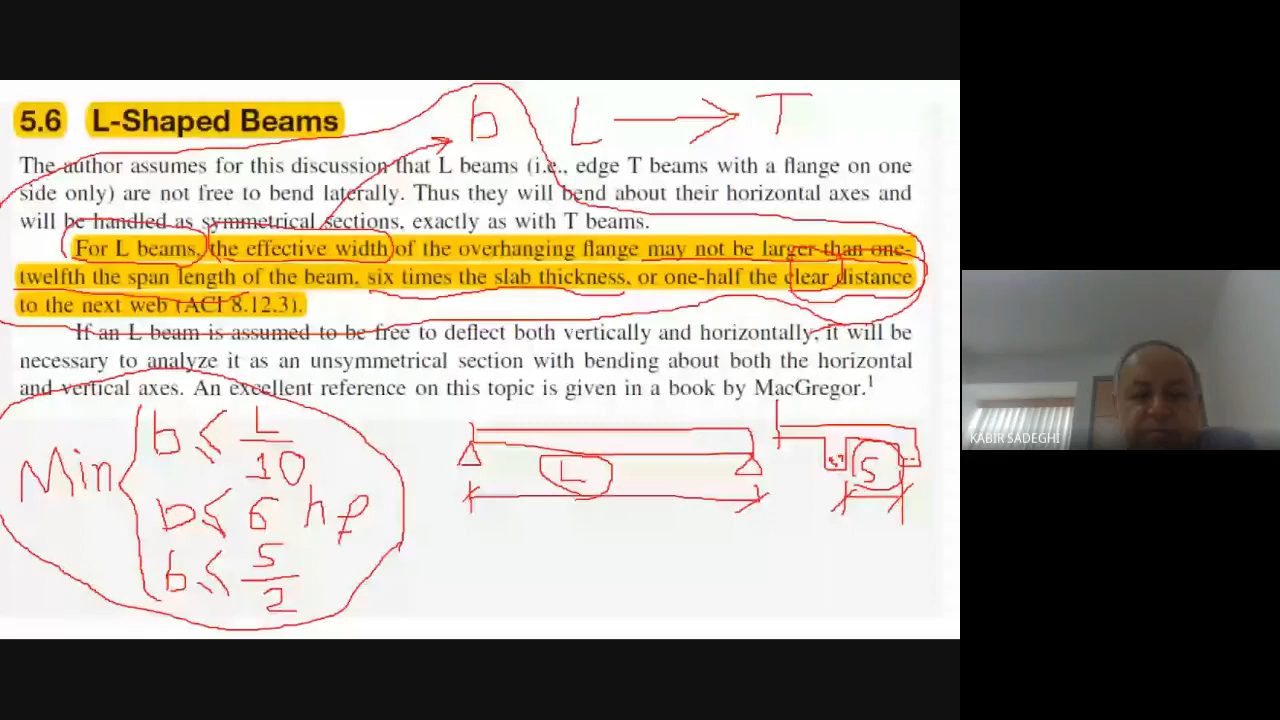 5.6 L-Shaped Beams
b L → T
The author assumes for this discussion that L beams (i.e., edge T beams with a flange on one
side only) are not free to bend laterally. Thus they will bend about their horizontal axes and
will be handled as symmetrical sections, exactly as with T beams.
For L beams, the effective width of the overhanging flange may not be larger than one-
twelfth the span length of the beam, six times the slab thickness, or one-half the clear distance
to the next web (ACI 8.12.3).
If an L beam is assumed to be free to deflect both vertically and horizontally, it will be
necessary to analyze it as an unsymmetrical section with bending about both the horizontal
and vertical axes. An excellent reference on this topic is given in a book by MacGregor.1
Min
b ≤ L/10
b ≤ 6 hf
b ≤ S/2
L
S
KABIR SADEGHI